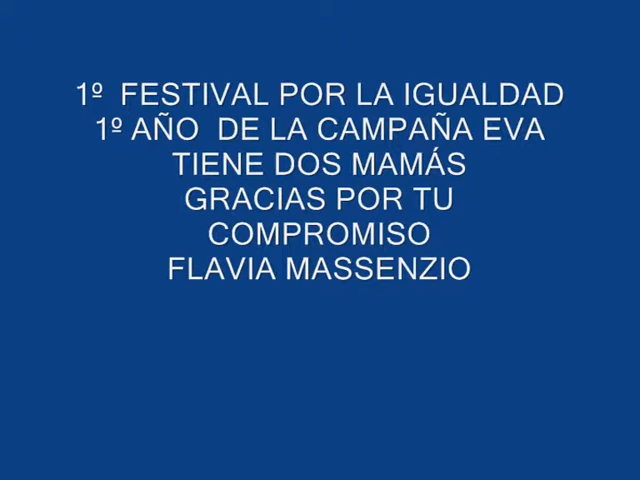 1º FESTIVAL POR LA IGUALDAD
1º AÑO DE LA CAMPAÑA EVA
TIENE DOS MAMÁS
GRACIAS POR TU
COMPROMISO
FLAVIA MASSENZIO